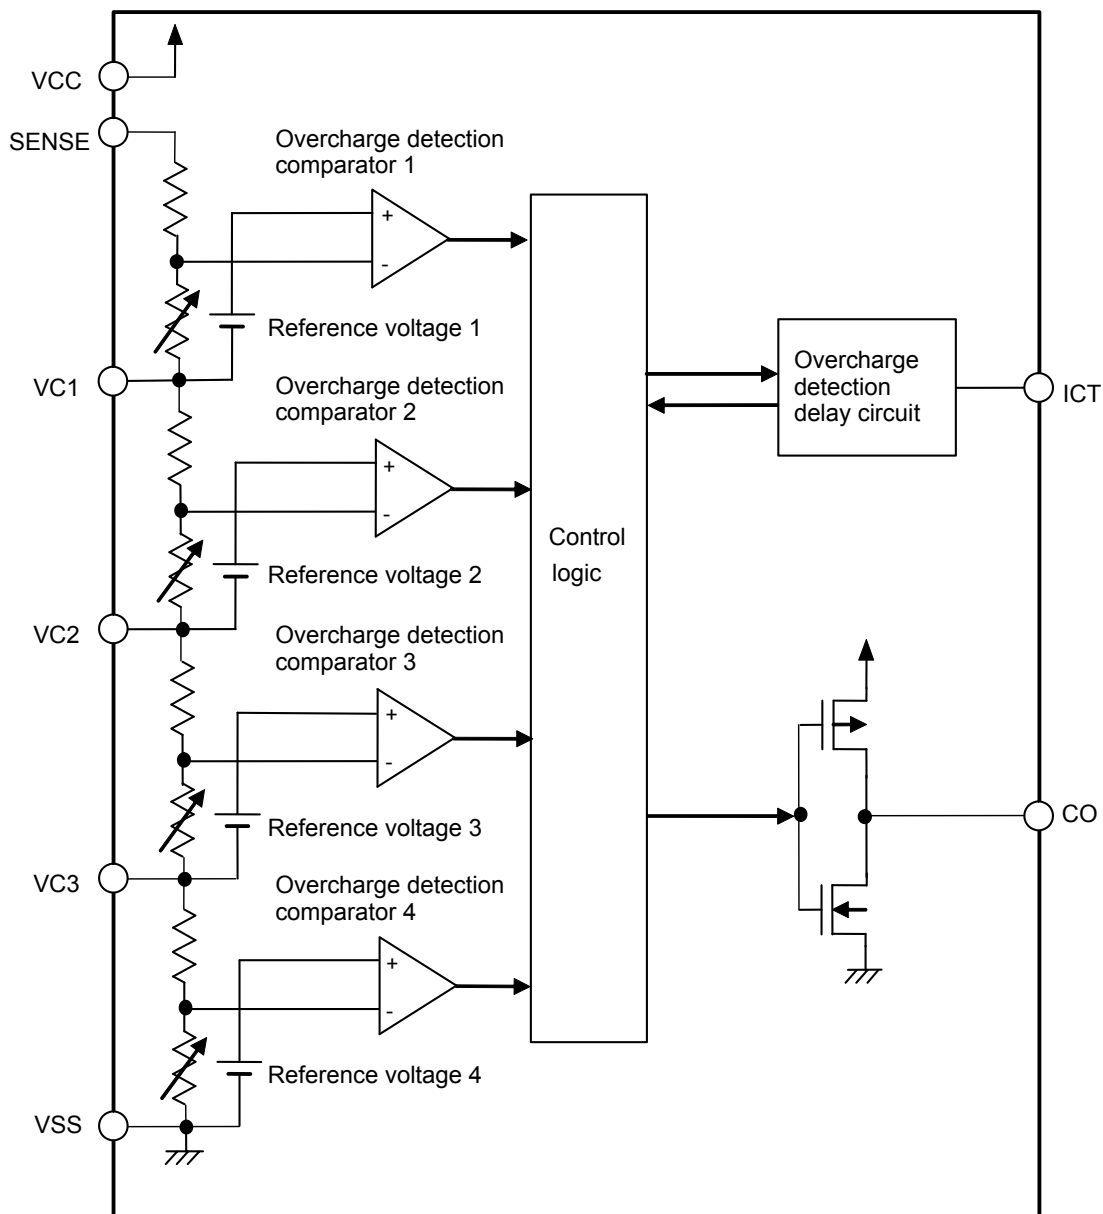 VCC
SENSE
Overcharge detection
comparator 1
+
-
Reference voltage 1
VC1
Overcharge detection
comparator 2
+
-
Reference voltage 2
VC2
Overcharge detection
comparator 3
+
-
Reference voltage 3
VC3
Overcharge detection
comparator 4
+
-
Reference voltage 4
VSS
Control
logic
Overcharge
detection
delay circuit
ICT
CO